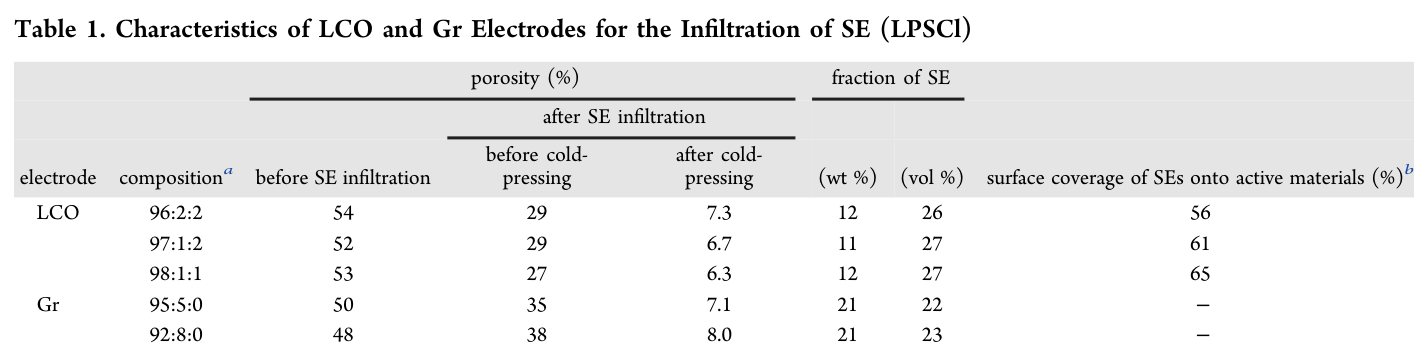 Table 1. Characteristics of LCO and Gr Electrodes for the Infiltration of SE (LPSCl)
porosity (%) fraction of SE
after SE infiltration
electrode compositiona before SE infiltration before cold-pressing after cold-pressing (wt %) (vol %) surface coverage of SEs onto active materials (%)b
LCO 96:2:2 54 29 7.3 12 26 56
97:1:2 52 29 6.7 11 27 61
98:1:1 53 27 6.3 12 27 65
Gr 95:5:0 50 35 7.1 21 22 −
92:8:0 48 38 8.0 21 23 −